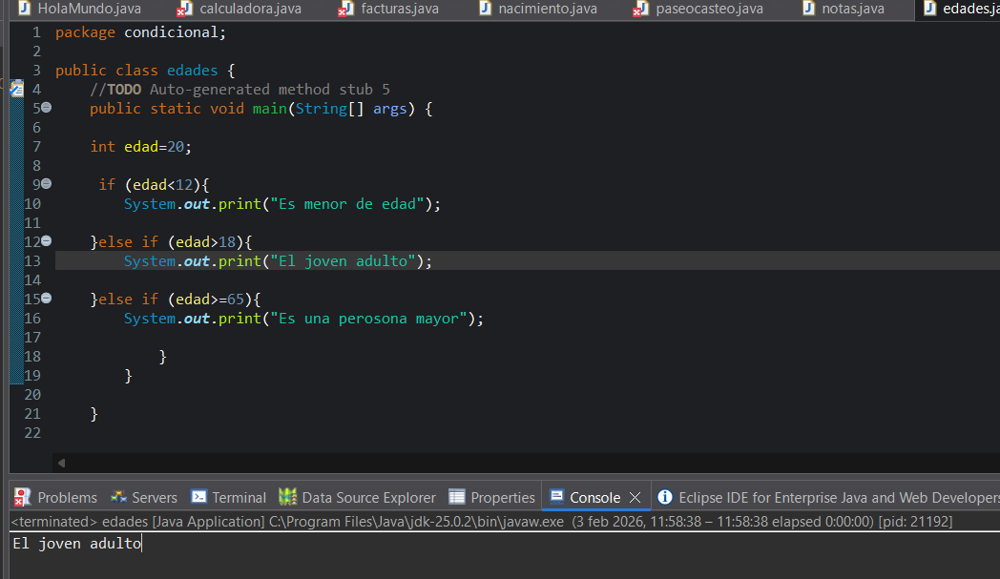 HolaMundo.java calculadora.java facturas.java nacimiento.java paseocasteo.java notas.java edades.ja
1 package condicional;
2
3 public class edades {
4 //TODO Auto-generated method stub 5
5 public static void main(String[] args) {
6
7 int edad=20;
8
9 if (edad<12){
10 System.out.print("Es menor de edad");
11
12 }else if (edad>18){
13 System.out.print("El joven adulto");
14
15 }else if (edad>=65){
16 System.out.print("Es una perosona mayor");
17
18 }
19 }
20
21 }
22
Problems Servers Terminal Data Source Explorer Properties Console Eclipse IDE for Enterprise Java and Web Developers
<terminated> edades [Java Application] C:\Program Files\Java\jdk-25.0.2\bin\javaw.exe (3 feb 2026, 11:58:38 – 11:58:38 elapsed 0:00:00) [pid: 21192]
El joven adulto